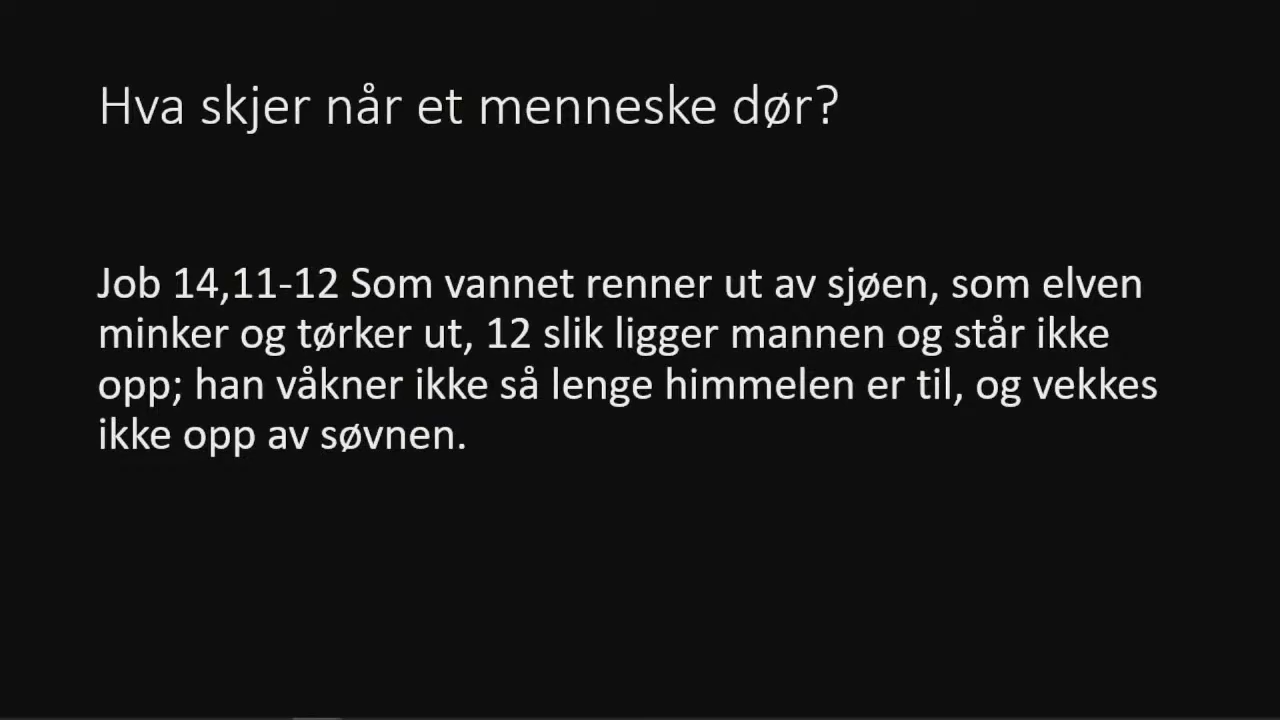 Hva skjer når et menneske dør?
Job 14,11-12 Som vannet renner ut av sjøen, som elven
minker og tørker ut, 12 slik ligger mannen og står ikke
opp; han våkner ikke så lenge himmelen er til, og vekkes
ikke opp av søvnen.